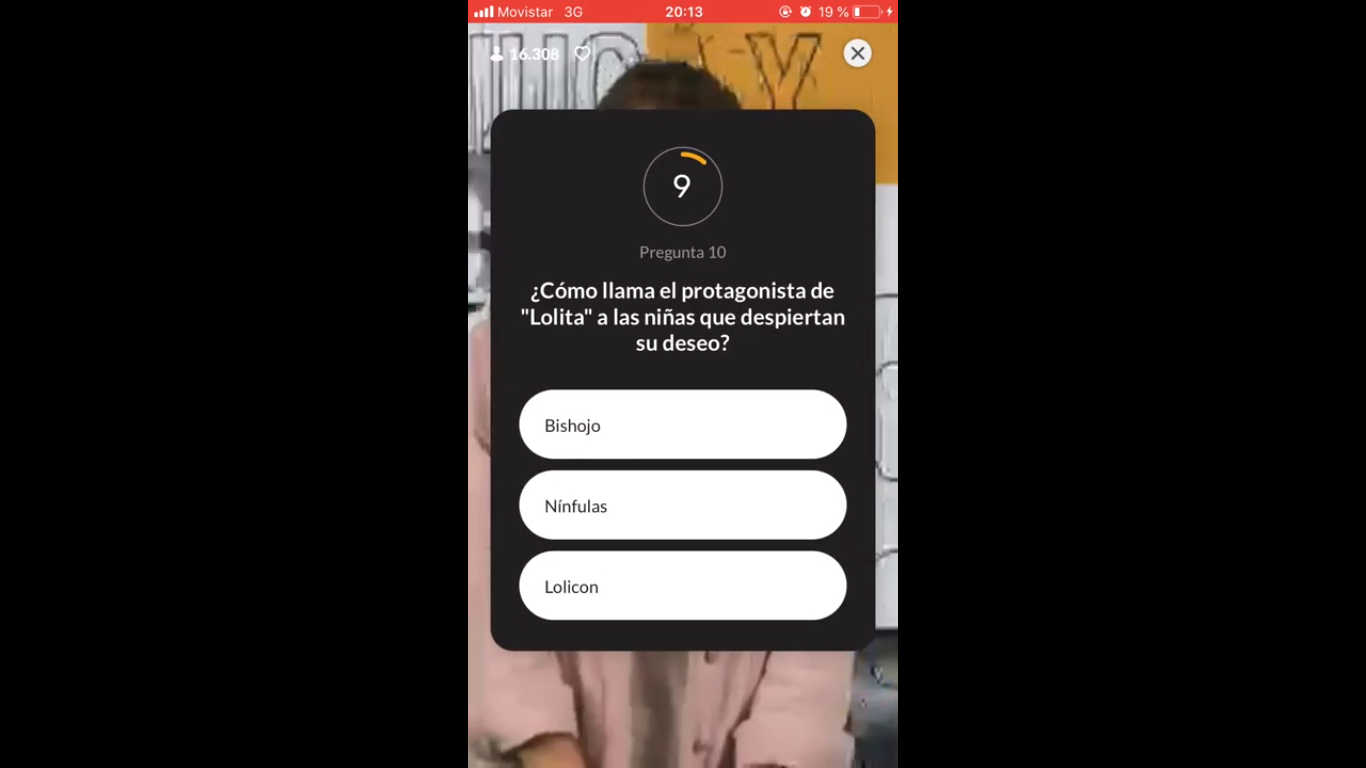 Movistar 3G 20:13 19 %
16.308
9
Pregunta 10
¿Cómo llama el protagonista de
"Lolita" a las niñas que despiertan
su deseo?
Bishojo
Nínfulas
Lolicon